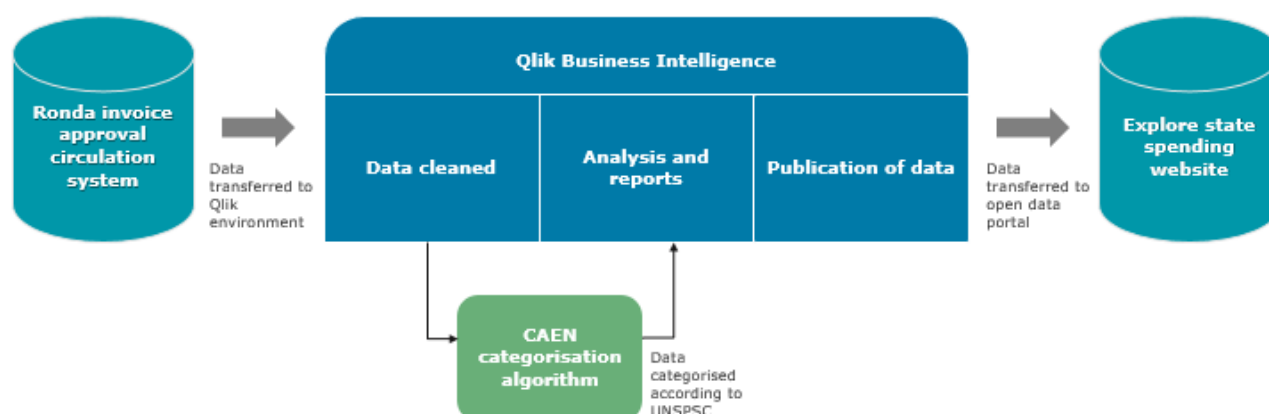 Qlik Business Intelligence
Ronda invoice
approval
circulation
system
Data
transferred to
Qlik
environment
Data cleaned
Analysis and
reports
Publication of data
Data
transferred to
open data
portal
Explore state
spending
website
CAEN
categorisation
algorithm
Data
categorised
according to
UNSPSC